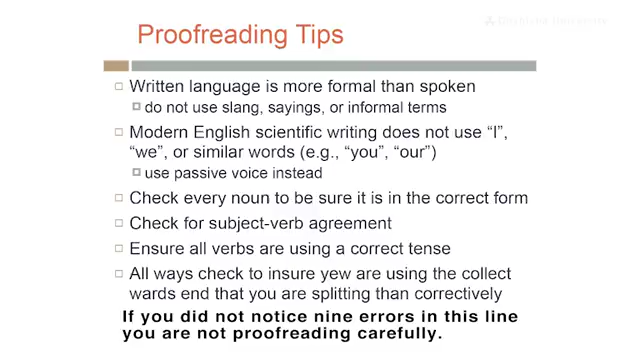 Proofreading Tips
Written language is more formal than spoken
do not use slang, sayings, or informal terms
Modern English scientific writing does not use “I”,
“we”, or similar words (e.g., “you”, “our”)
use passive voice instead
Check every noun to be sure it is in the correct form
Check for subject-verb agreement
Ensure all verbs are using a correct tense
All ways check to insure yew are using the collect
wards end that you are splitting than correctively
If you did not notice nine errors in this line
you are not proofreading carefully.